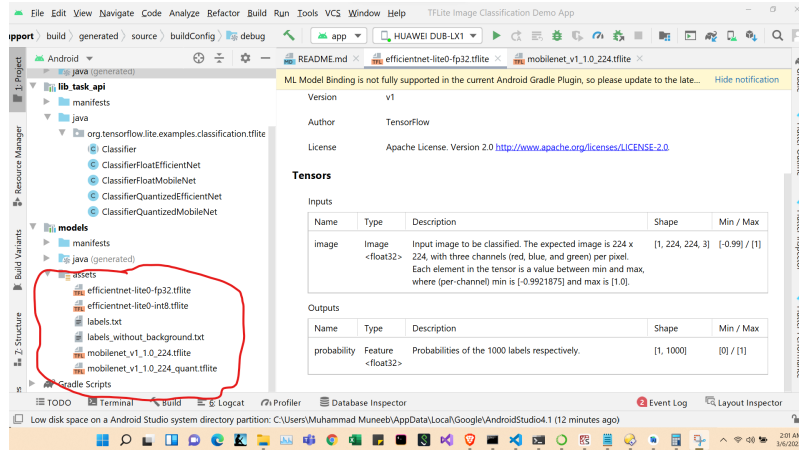 File Edit View Navigate Code Analyze Refactor Build Run Tools VCS Window Help TFLite Image Classification Demo App
upport build generated source buildConfig debug app HUAWEI DUB-LX1
Android
README.md efficientnet-lite0-fp32.tflite mobilenet_v1_1.0_224.tflite
1: Project
Resource Manager
Build Variants
Z: Structure
java (generated)
lib_task_api
manifests
java
org.tensorflow.lite.examples.classification.tflite
Classifier
ClassifierFloatEfficientNet
ClassifierFloatMobileNet
ClassifierQuantizedEfficientNet
ClassifierQuantizedMobileNet
models
manifests
java (generated)
assets
efficientnet-lite0-fp32.tflite
efficientnet-lite0-int8.tflite
labels.txt
labels_without_background.txt
mobilenet_v1_1.0_224.tflite
mobilenet_v1_1.0_224_quant.tflite
Gradle Scripts
ML Model Binding is not fully supported in the current Android Gradle Plugin, so please update to the late... Hide notification
Version v1
Author TensorFlow
License Apache License. Version 2.0 http://www.apache.org/licenses/LICENSE-2.0.
Tensors
Inputs
Name Type Description Shape Min / Max
image Image Input image to be classified. The expected image is 224 x [1, 224, 224, 3] [-0.99] / [1]
<float32> 224, with three channels (red, blue, and green) per pixel.
Each element in the tensor is a value between min and max,
where (per-channel) min is [-0.9921875] and max is [1.0].
Outputs
Name Type Description Shape Min / Max
probability Feature Probabilities of the 1000 labels respectively. [1, 1000] [0] / [1]
<float32>
TODO Terminal Build 6: Logcat Profiler Database Inspector 2 Event Log Layout Inspector
Low disk space on a Android Studio system directory partition: C:\Users\Muhammad Muneeb\AppData\Local\Google\AndroidStudio4.1 (12 minutes ago)
2:01 AM